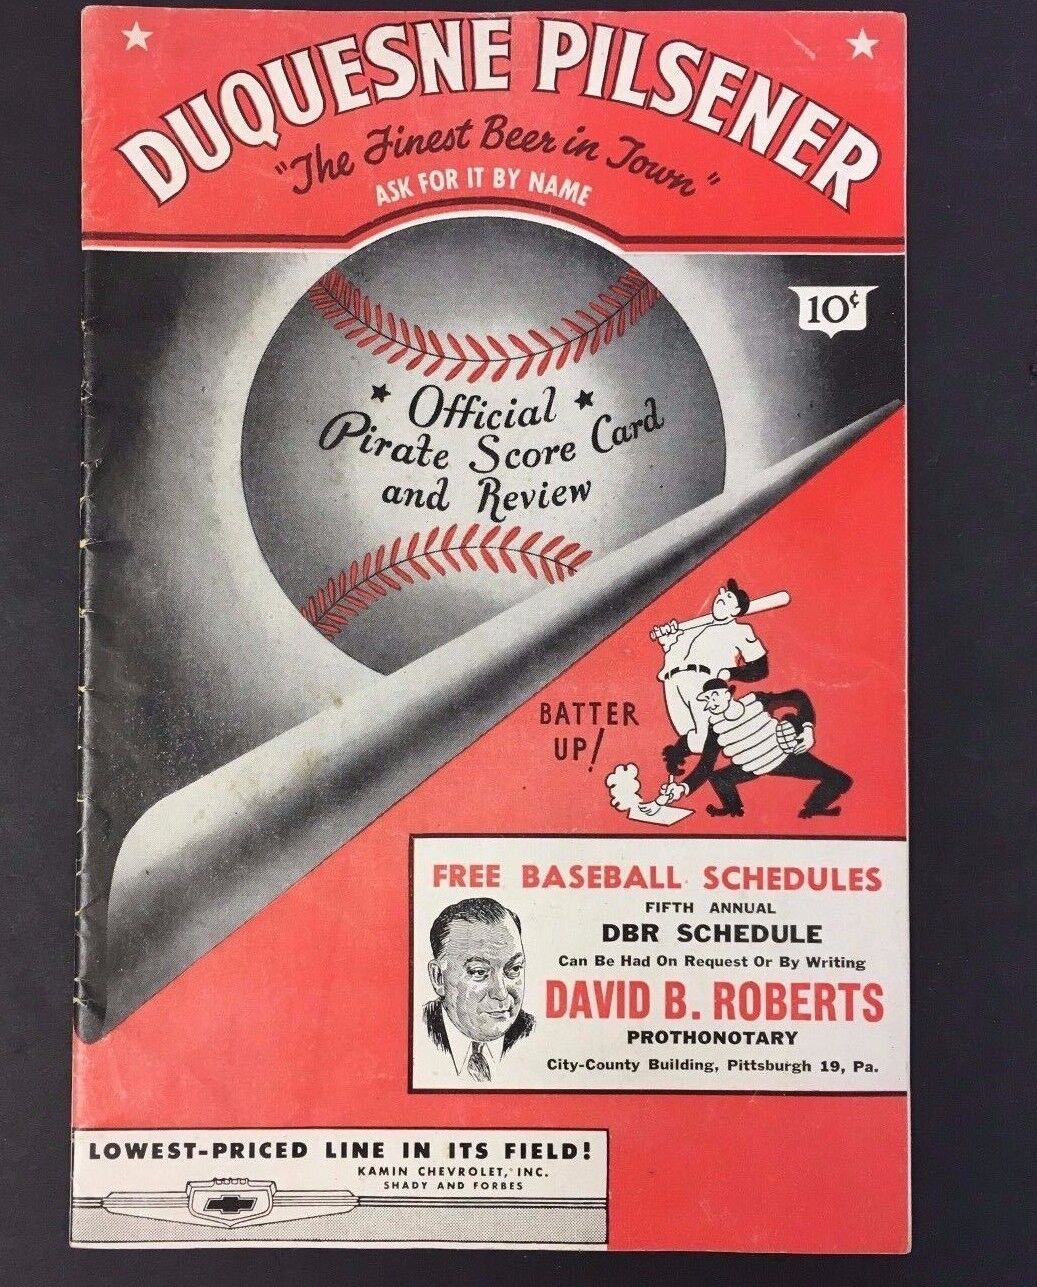 DUQUESNE PILSENER
"The Finest Beer in Town"
ASK FOR IT BY NAME
10¢
Official
Pirate Score Card
and Review
BATTER
UP!
FREE BASEBALL SCHEDULES
FIFTH ANNUAL
DBR SCHEDULE
Can Be Had On Request Or By Writing
DAVID B. ROBERTS
PROTHONOTARY
City-County Building, Pittsburgh 19, Pa.
LOWEST-PRICED LINE IN ITS FIELD!
KAMIN CHEVROLET, INC.
SHADY AND FORBES